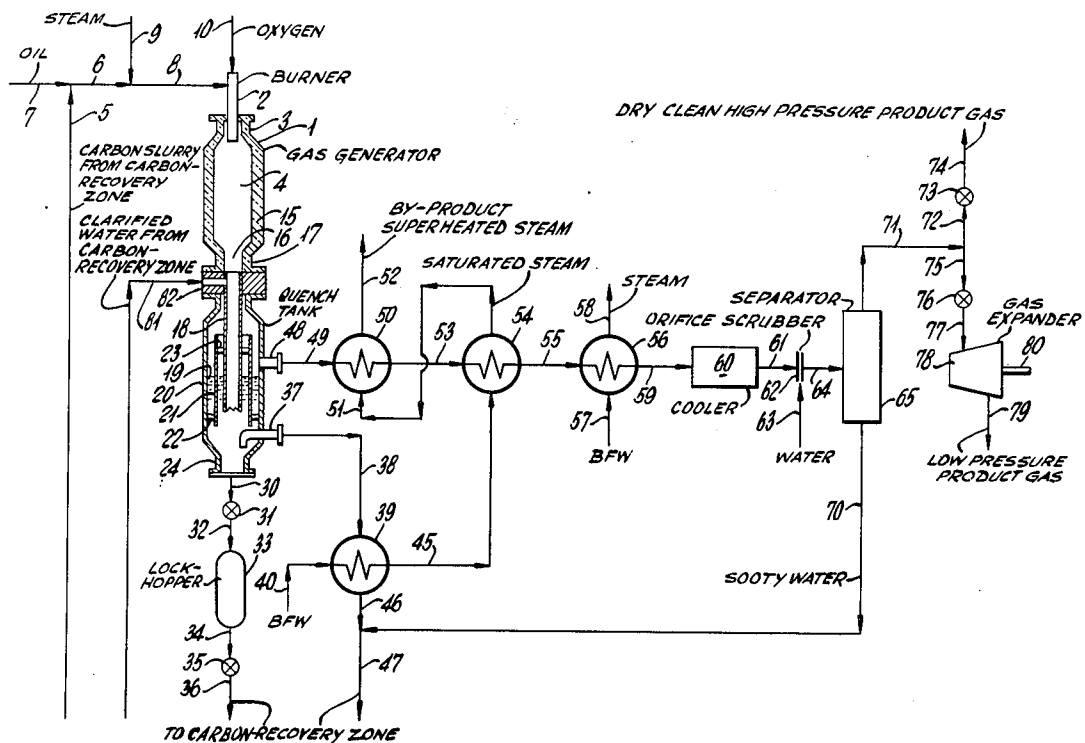 STEAM
10
OXYGEN
9
OIL
6
8
BURNER
7
5
2
3
1
CARBON SLURRY
FROM CARBON-
RECOVERY
ZONE
GAS GENERATOR
4
DRY CLEAN HIGH PRESSURE PRODUCT GAS
74
73
72
CLARIFIED
WATER FROM
CARBON-
RECOVERY ZONE
15
16
17
BY-PRODUCT
SUPERHEATED STEAM
71
75
52
SATURATED STEAM
76
82
81
QUENCH
TANK
48
58
STEAM
SEPARATOR
ORIFICE SCRUBBER
77
GAS
EXPANDER
18
23
49
50
53
54
55
56
60
61
78
80
19
20
21
51
59
COOLER
62
64
65
37
57
63
79
22
BFW
WATER
LOW PRESSURE
PRODUCT GAS
24
30
38
31
39
70
32
33
45
LOCK-
HOPPER
40
46
SOOTY WATER
BFW
34
35
47
36
TO CARBON-RECOVERY ZONE